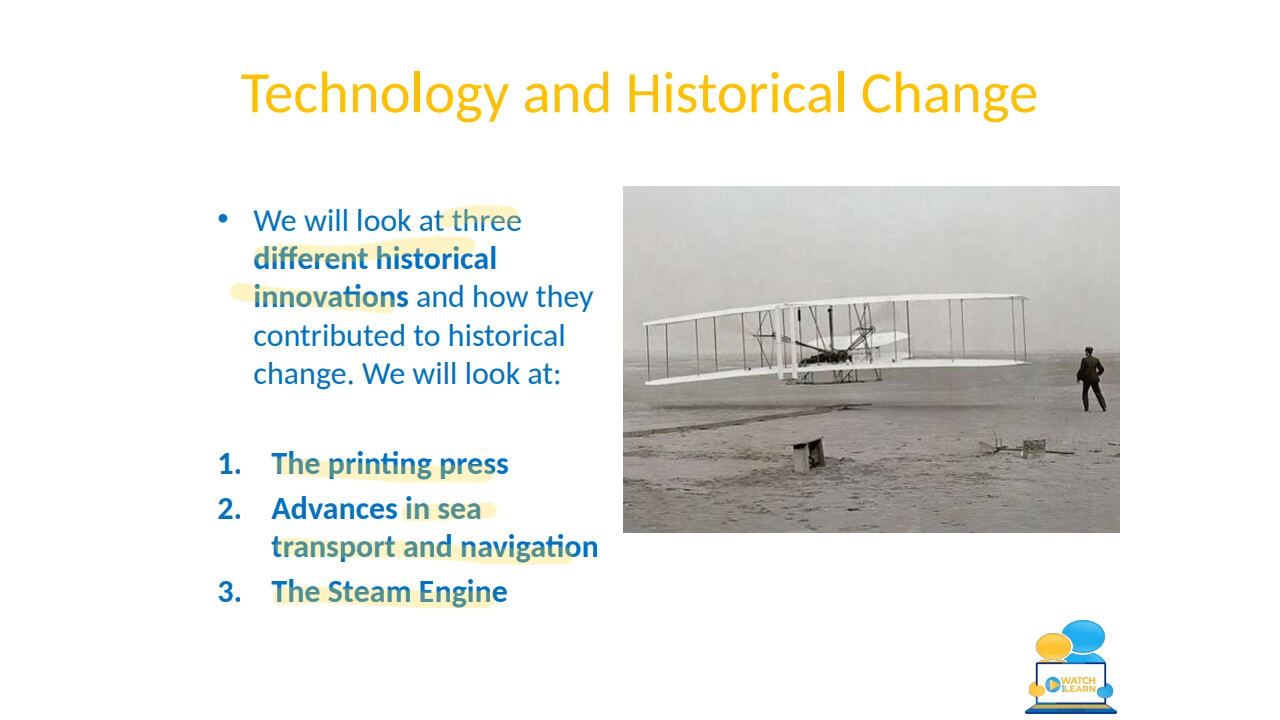 Technology and Historical Change
• We will look at three
different historical
innovations and how they
contributed to historical
change. We will look at:
1. The printing press
2. Advances in sea
transport and navigation
3. The Steam Engine
WATCH
AND LEARN